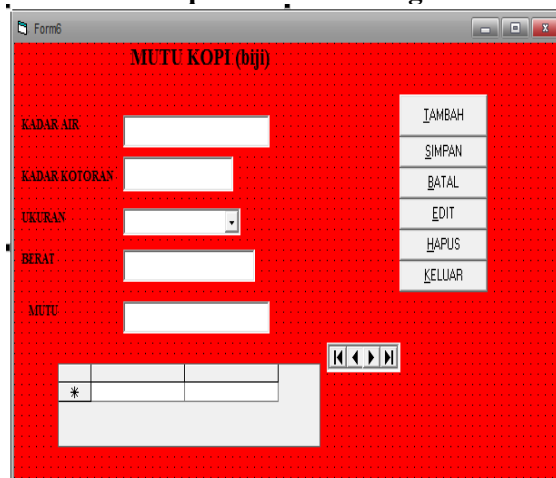 Form6
MUTU KOPI (biji)
KADAR AIR
KADAR KOTORAN
UKURAN
BERAT
MUTU
TAMBAH
SIMPAN
BATAL
EDIT
HAPUS
KELUAR